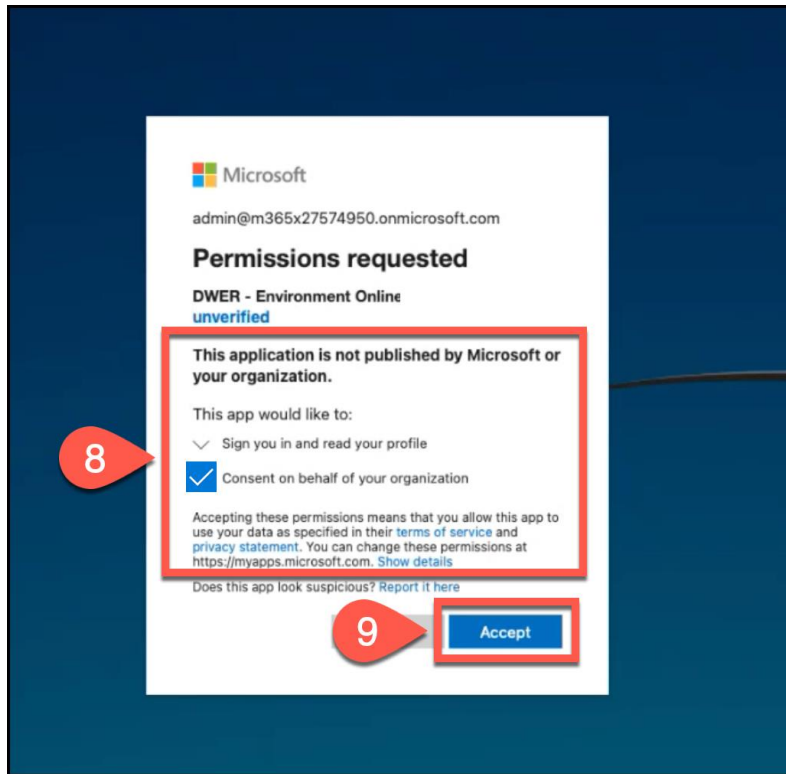 Microsoft
admin@m365x27574950.onmicrosoft.com
Permissions requested
DWER - Environment Online
unverified
This application is not published by Microsoft or
your organization.
This app would like to:
Sign you in and read your profile
8
Consent on behalf of your organization
Accepting these permissions means that you allow this app to
use your data as specified in their terms of service and
privacy statement. You can change these permissions at
https://myapps.microsoft.com. Show details
Does this app look suspicious? Report it here
9
Accept